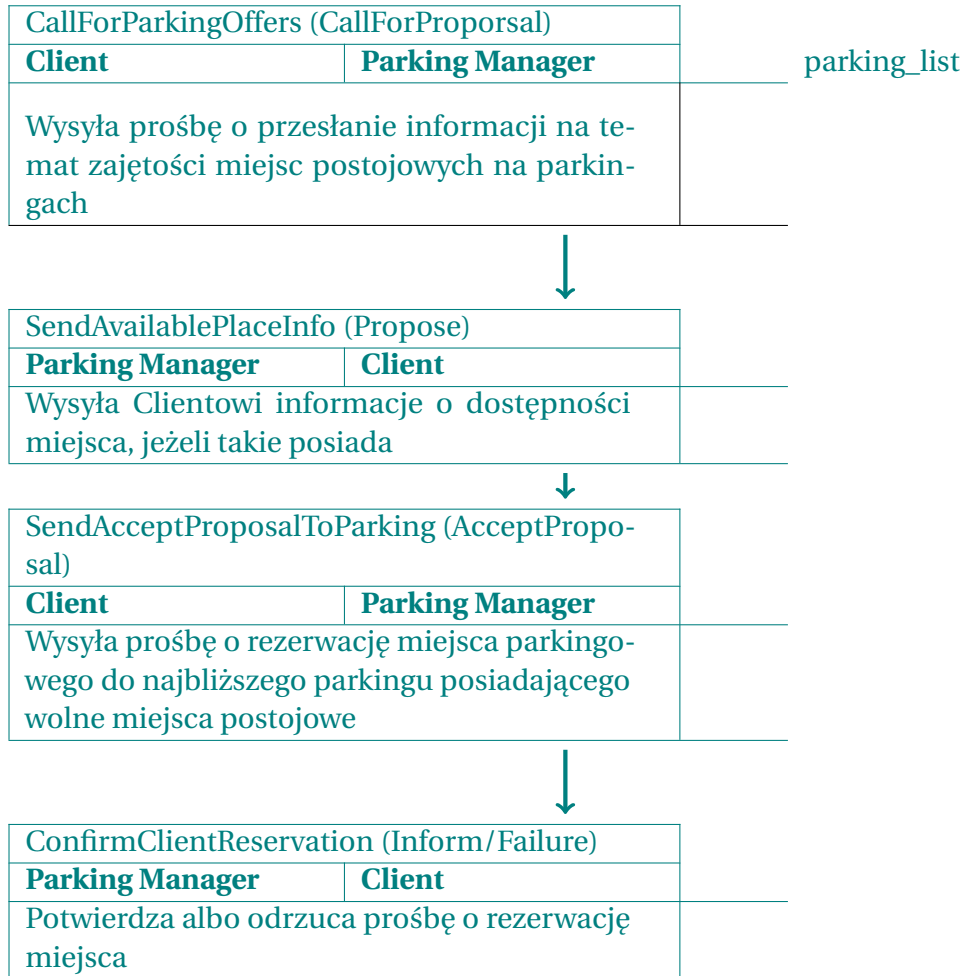 CallForParkingOffers (CallForProporsal)
Client Parking Manager parking_list
Wysyła prośbę o przesłanie informacji na te-
mat zajętości miejsc postojowych na parkin-
gach
SendAvailablePlaceInfo (Propose)
Parking Manager Client
Wysyła Clientowi informacje o dostępności
miejsca, jeżeli takie posiada
SendAcceptProposalToParking (AcceptPropo-
sal)
Client Parking Manager
Wysyła prośbę o rezerwację miejsca parkingo-
wego do najbliższego parkingu posiadającego
wolne miejsca postojowe
ConfirmClientReservation (Inform/Failure)
Parking Manager Client
Potwierdza albo odrzuca prośbę o rezerwację
miejsca